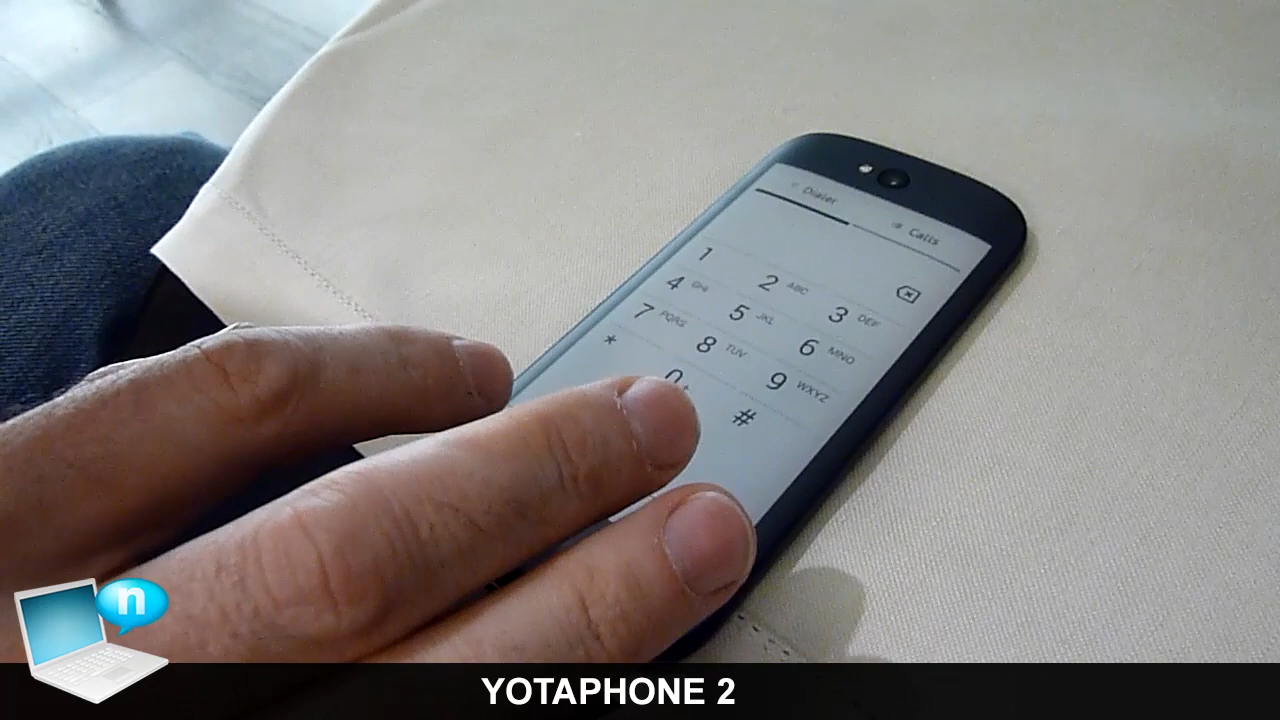 Dialer Calls
1 2 ABC 3 DEF
4 GHI 5 JKL 6 MNO
7 PQRS 8 TUV 9 WXYZ
* 0 + #
n
YOTAPHONE 2